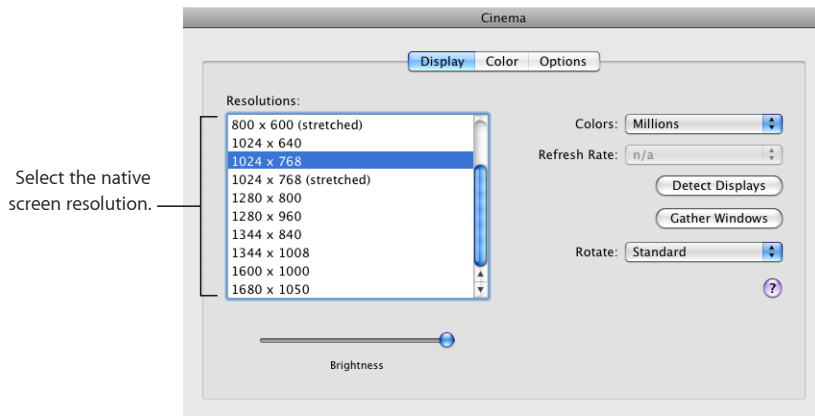 Cinema
Display Color Options
Resolutions:
800 x 600 (stretched)
1024 x 640
1024 x 768
1024 x 768 (stretched)
1280 x 800
1280 x 960
1344 x 840
1344 x 1008
1600 x 1000
1680 x 1050
Select the native
screen resolution.
Colors: Millions
Refresh Rate: n/a
Detect Displays
Gather Windows
Rotate: Standard
?
Brightness